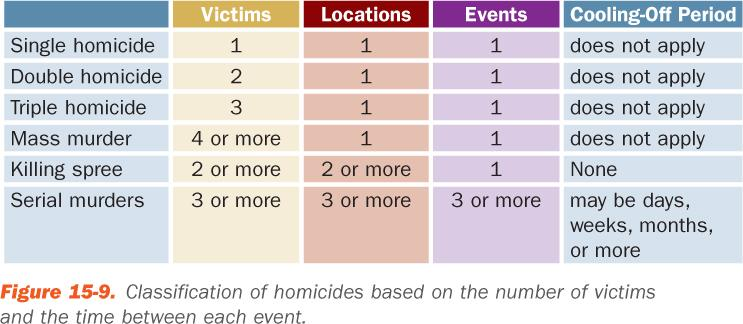 Victims Locations Events Cooling-Off Period
Single homicide 1 1 1 does not apply
Double homicide 2 1 1 does not apply
Triple homicide 3 1 1 does not apply
Mass murder 4 or more 1 1 does not apply
Killing spree 2 or more 2 or more 1 None
Serial murders 3 or more 3 or more 3 or more may be days,
weeks, months,
or more
Figure 15-9. Classification of homicides based on the number of victims
and the time between each event.